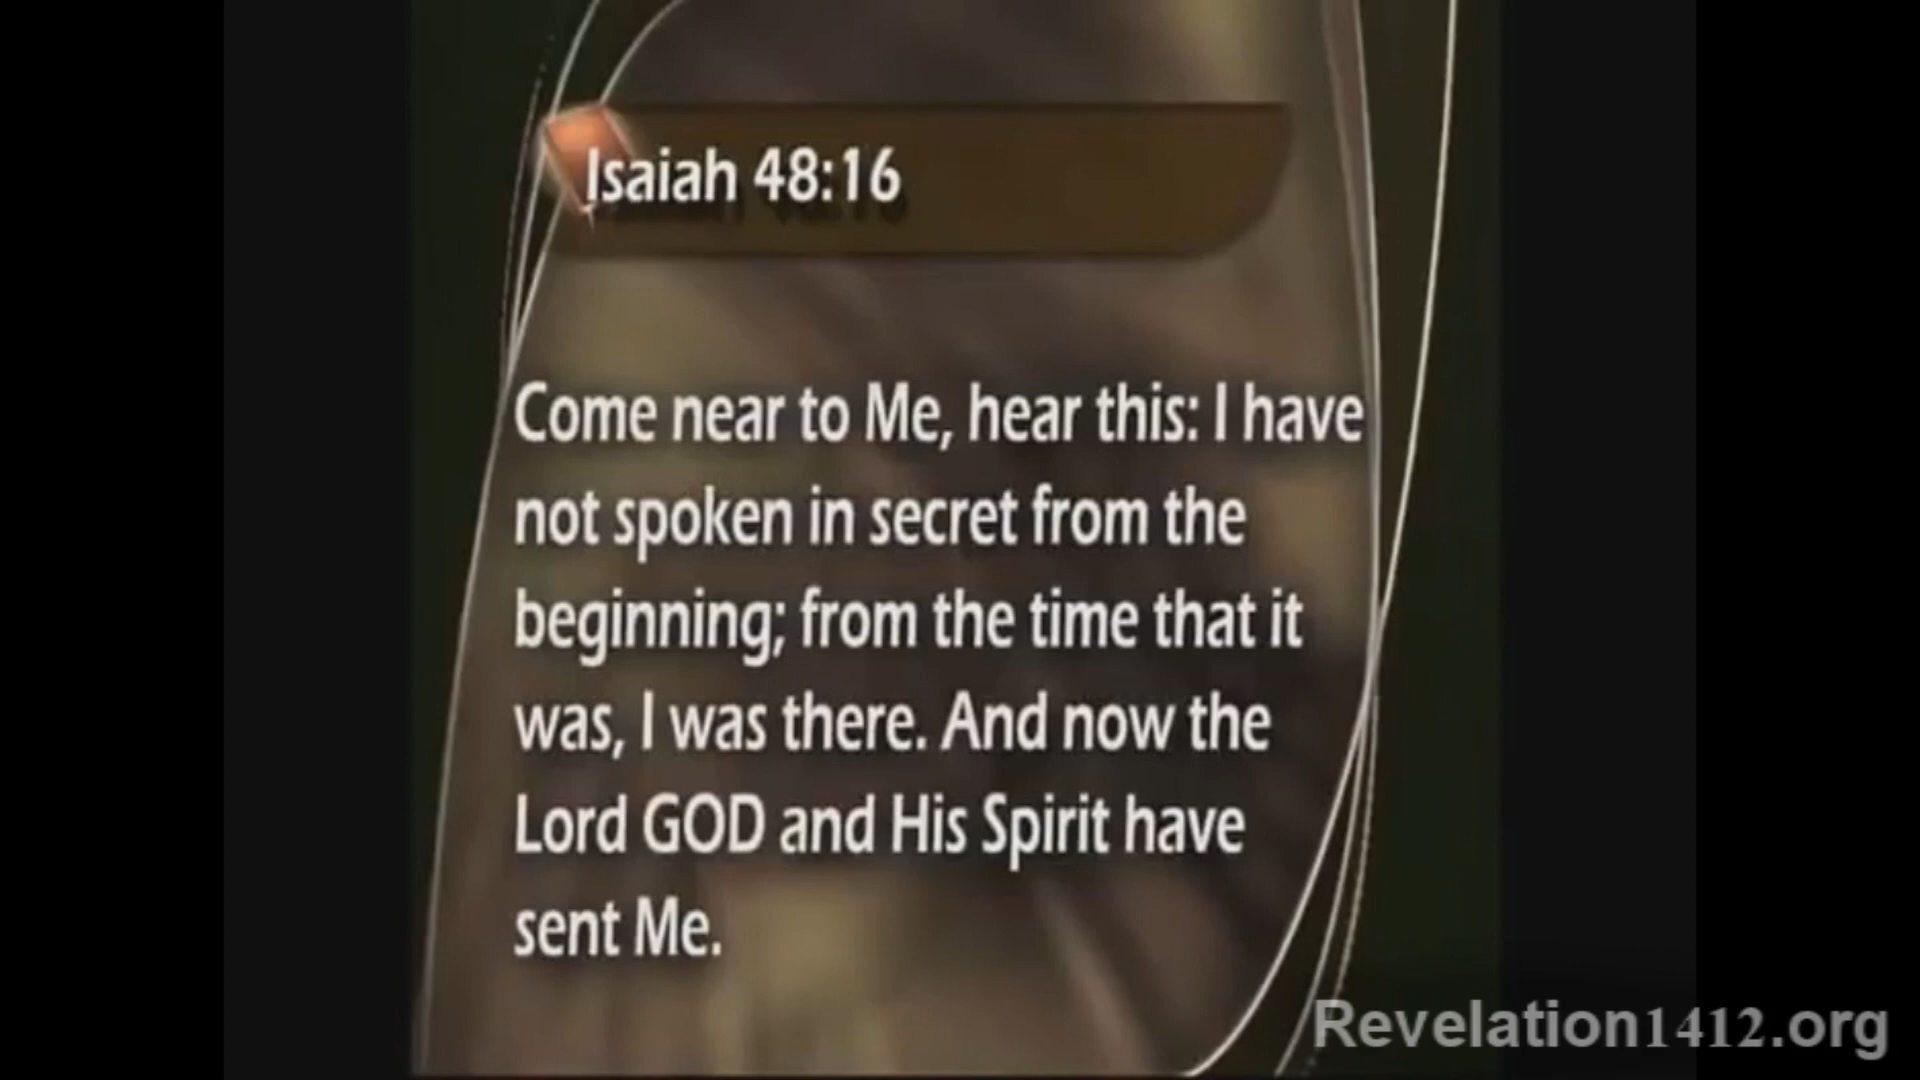 Isaiah 48:16
Come near to Me, hear this: I have
not spoken in secret from the
beginning; from the time that it
was, I was there. And now the
Lord GOD and His Spirit have
sent Me.
Revelation1412.org